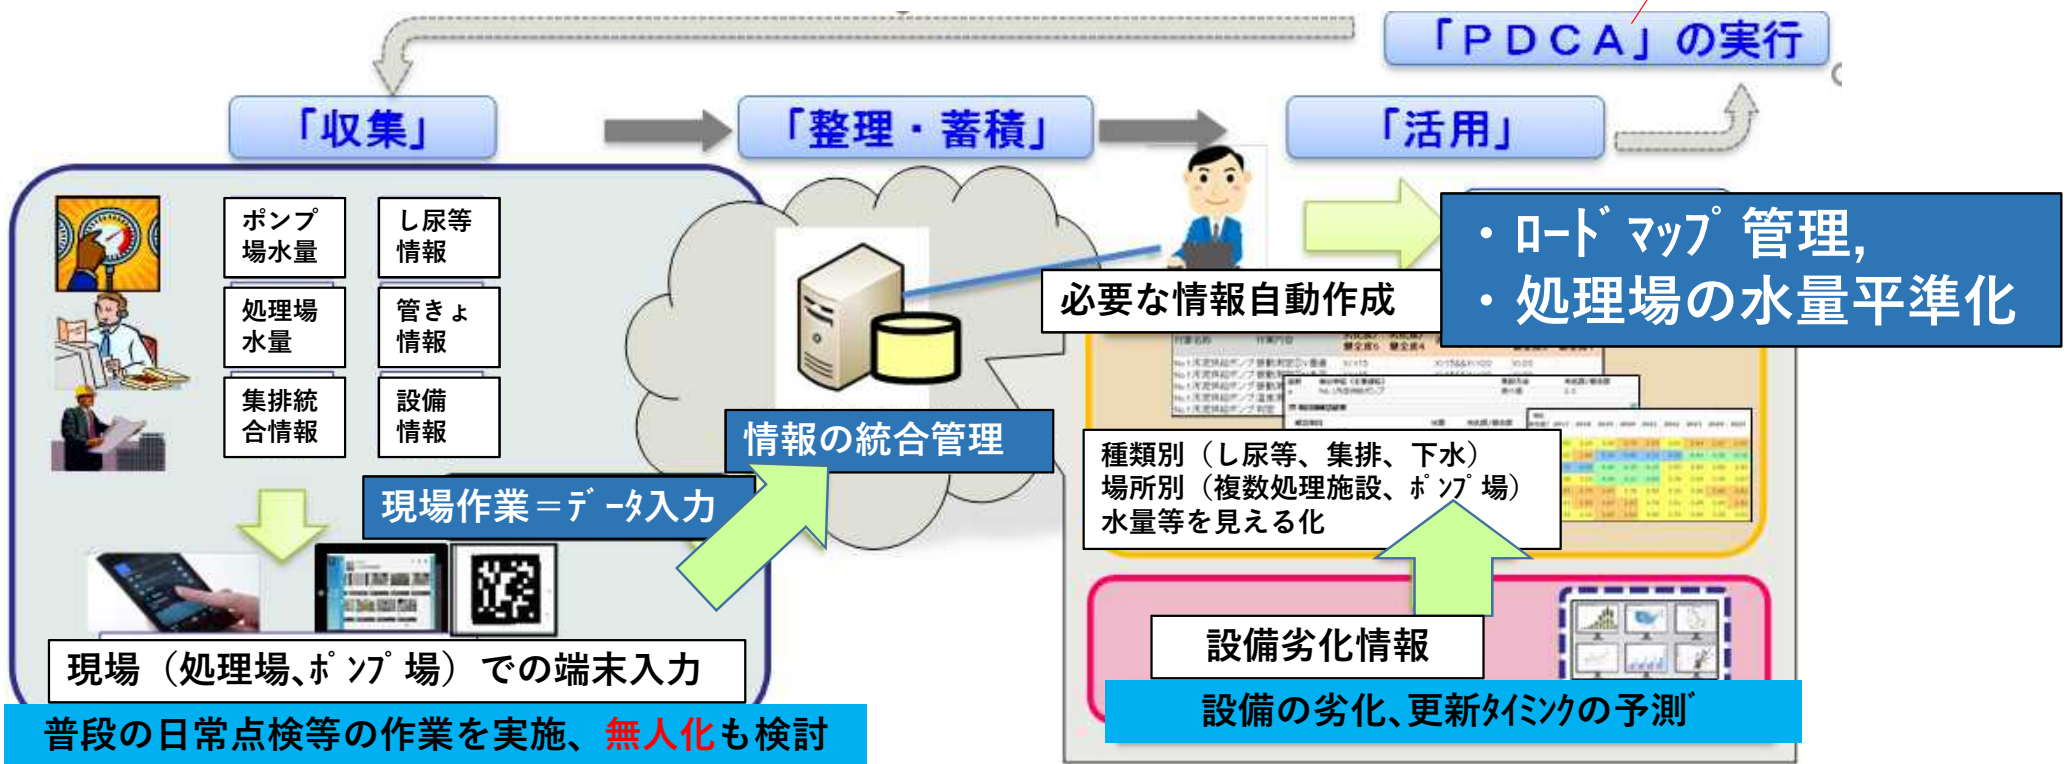 「PDCA」の実行
「収集」
「整理・蓄積」
「活用」
ポンプ
場水量
し尿等
情報
処理場
水量
管きょ
情報
集排統
合情報
設備
情報
現場作業＝ﾃﾞｰﾀ入力
現場（処理場､ﾎﾟﾝﾌﾟ場）での端末入力
普段の日常点検等の作業を実施、無人化も検討
情報の統合管理
必要な情報自動作成
・ﾛｰﾄﾞﾏｯﾌﾟ管理,
・処理場の水量平準化
種類別（し尿等、集排、下水）
場所別（複数処理施設、ﾎﾟﾝﾌﾟ場）
水量等を見える化
設備劣化情報
設備の劣化､更新ﾀｲﾐﾝｸﾞの予測